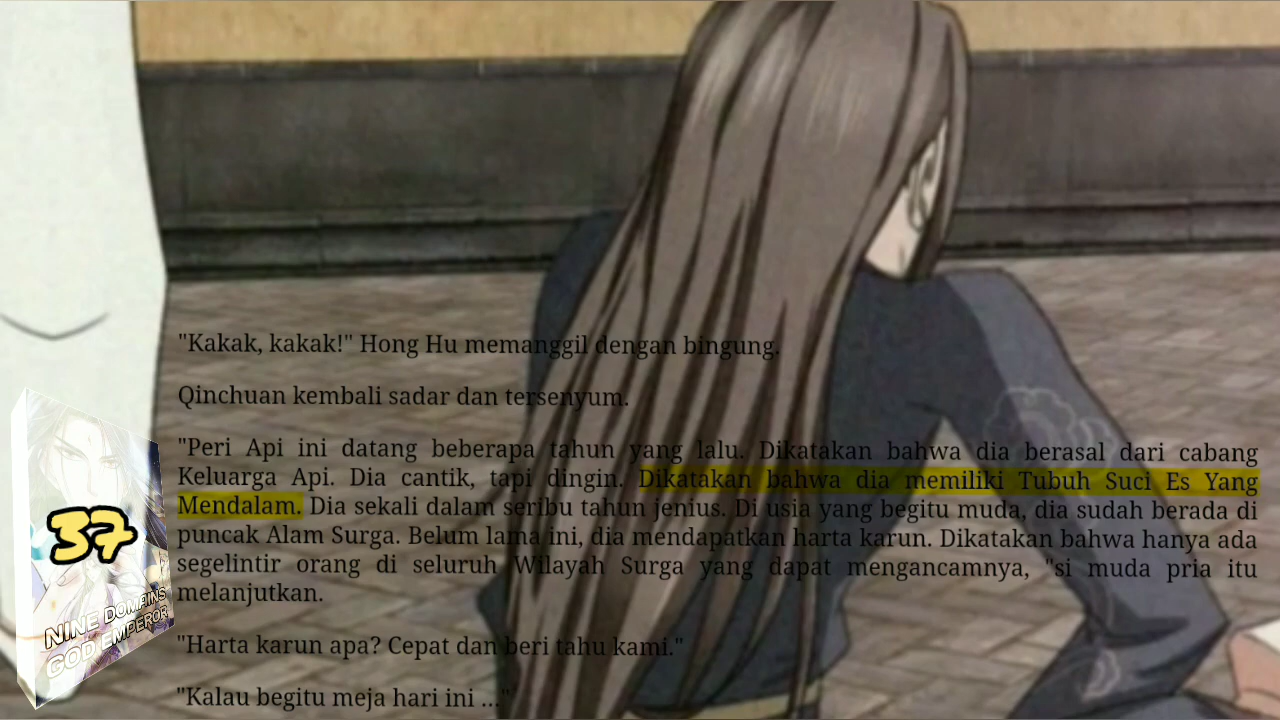 "Kakak, kakak!" Hong Hu memanggil dengan bingung.
Qinchuan kembali sadar dan tersenyum.
"Peri Api ini datang beberapa tahun yang lalu. Dikatakan bahwa dia berasal dari cabang
Keluarga Api. Dia cantik, tapi dingin. Dikatakan bahwa dia memiliki Tubuh Suci Es Yang
Mendalam. Dia sekali dalam seribu tahun jenius. Di usia yang begitu muda, dia sudah berada di
puncak Alam Surga. Belum lama ini, dia mendapatkan harta karun. Dikatakan bahwa hanya ada
segelintir orang di seluruh Wilayah Surga yang dapat mengancamnya, "si muda pria itu
melanjutkan.
"Harta karun apa? Cepat dan beri tahu kami."
"Kalau begitu meja hari ini ..."
37
NINE DOMAINS
GOD EMPEROR